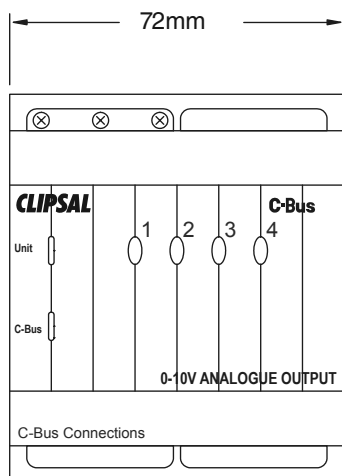 72mm
CLIPSAL C-Bus
1 2 3 4
Unit
C-Bus
0-10V ANALOGUE OUTPUT
C-Bus Connections